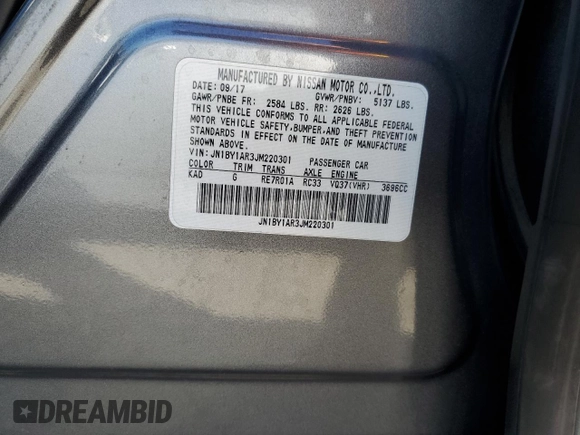 MANUFACTURED BY NISSAN MOTOR CO.,LTD.
DATE: 09/17 GVWR/PNBV: 5137 LBS.
GAWR/PNBE FR: 2584 LBS. RR: 2626 LBS.
THIS VEHICLE CONFORMS TO ALL APPLICABLE FEDERAL
MOTOR VEHICLE SAFETY,BUMPER,AND THEFT PREVENTION
STANDARDS IN EFFECT ON THE DATE OF MANUFACTURE
SHOWN ABOVE.
VIN: JN1BY1AR3JM220301 PASSENGER CAR
COLOR TRIM TRANS AXLE ENGINE
KAD G RE7R01A RC33 VQ37(VHR) 3696CC
JN1BY1AR3JM220301
DREAMBID